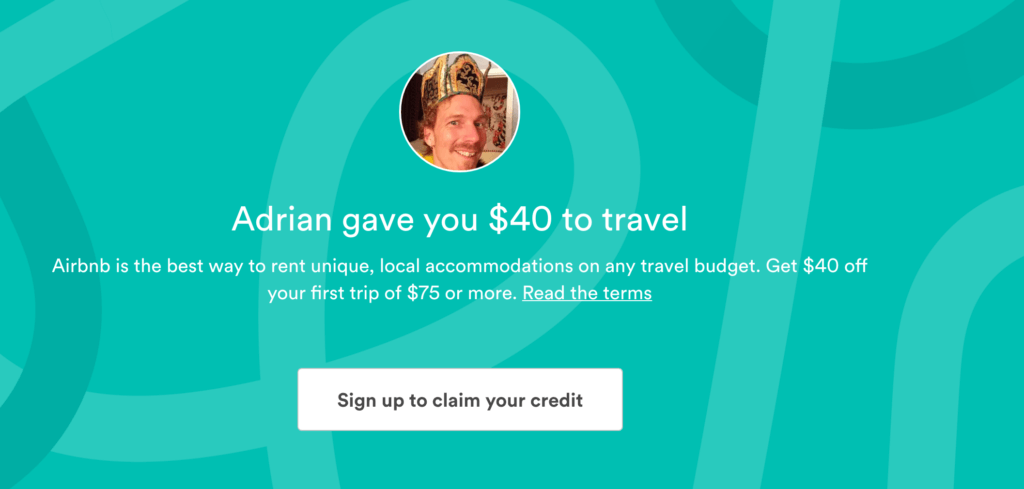 Adrian gave you $40 to travel
Airbnb is the best way to rent unique, local accommodations on any travel budget. Get $40 off
your first trip of $75 or more. Read the terms
Sign up to claim your credit